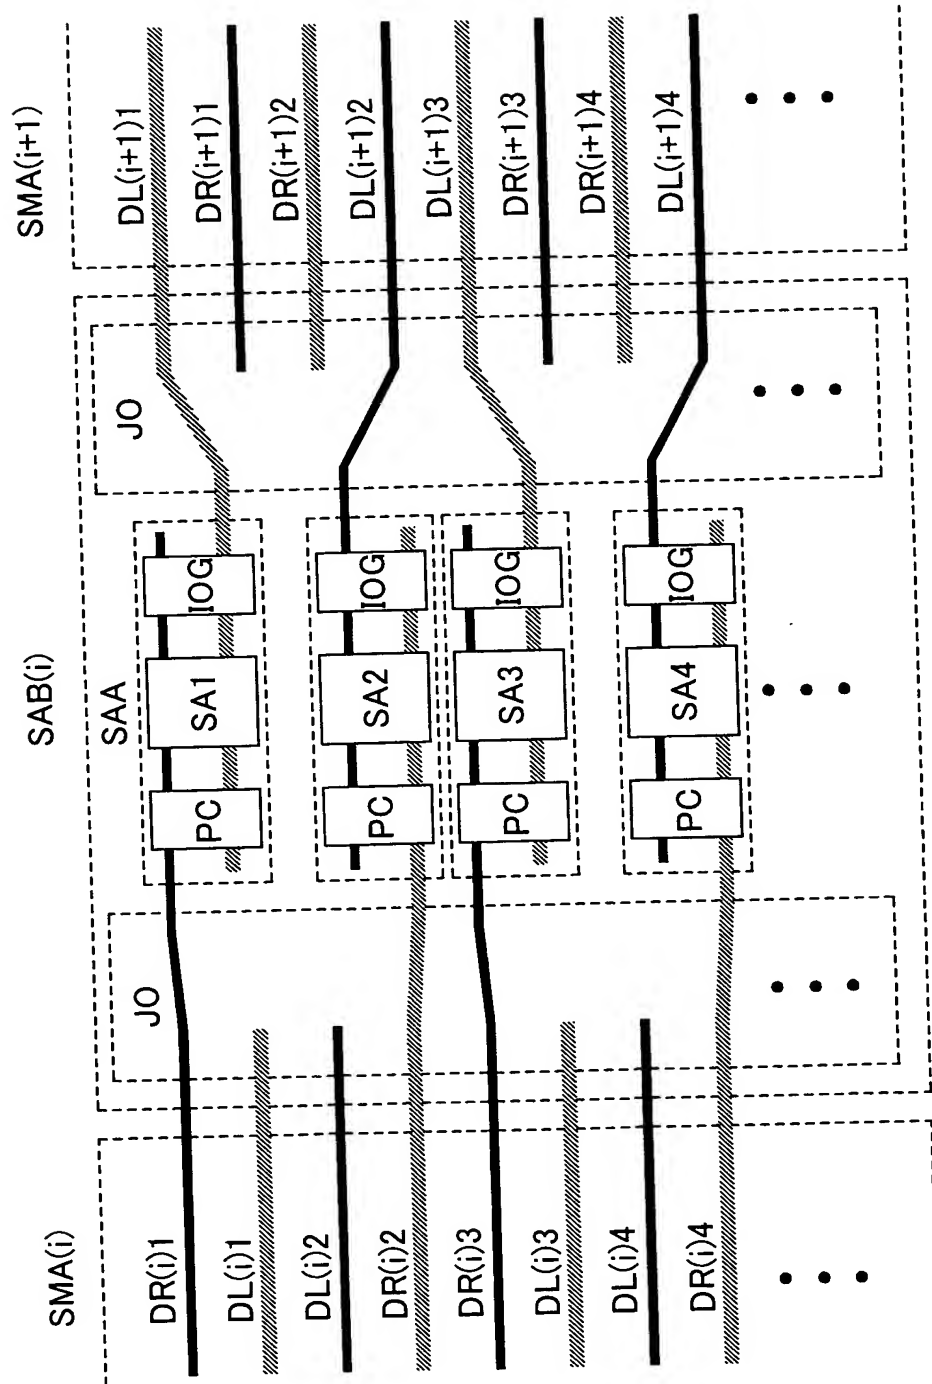 SMA(i)
SAB(i)
SMA(i+1)
JO
SAA
JO
DR(i)1
PC
SA1
IOG
DL(i+1)1
DL(i)1
DR(i+1)1
DL(i)2
PC
SA2
IOG
DR(i+1)2
DR(i)2
DL(i+1)2
DR(i)3
PC
SA3
IOG
DL(i+1)3
DL(i)3
DR(i+1)3
DL(i)4
PC
SA4
IOG
DR(i+1)4
DR(i)4
DL(i+1)4